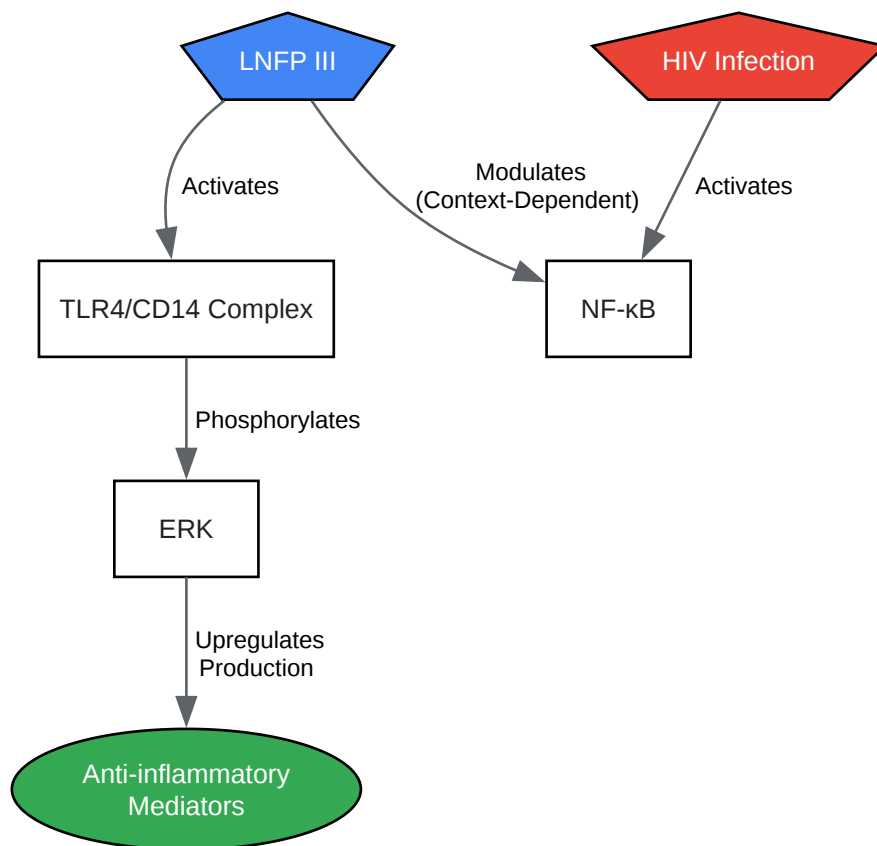 LNFP III
HIV Infection
Activates
Modulates
(Context-Dependent)
Activates
TLR4/CD14 Complex
NF-κB
Phosphorylates
ERK
Upregulates
Production
Anti-inflammatory
Mediators